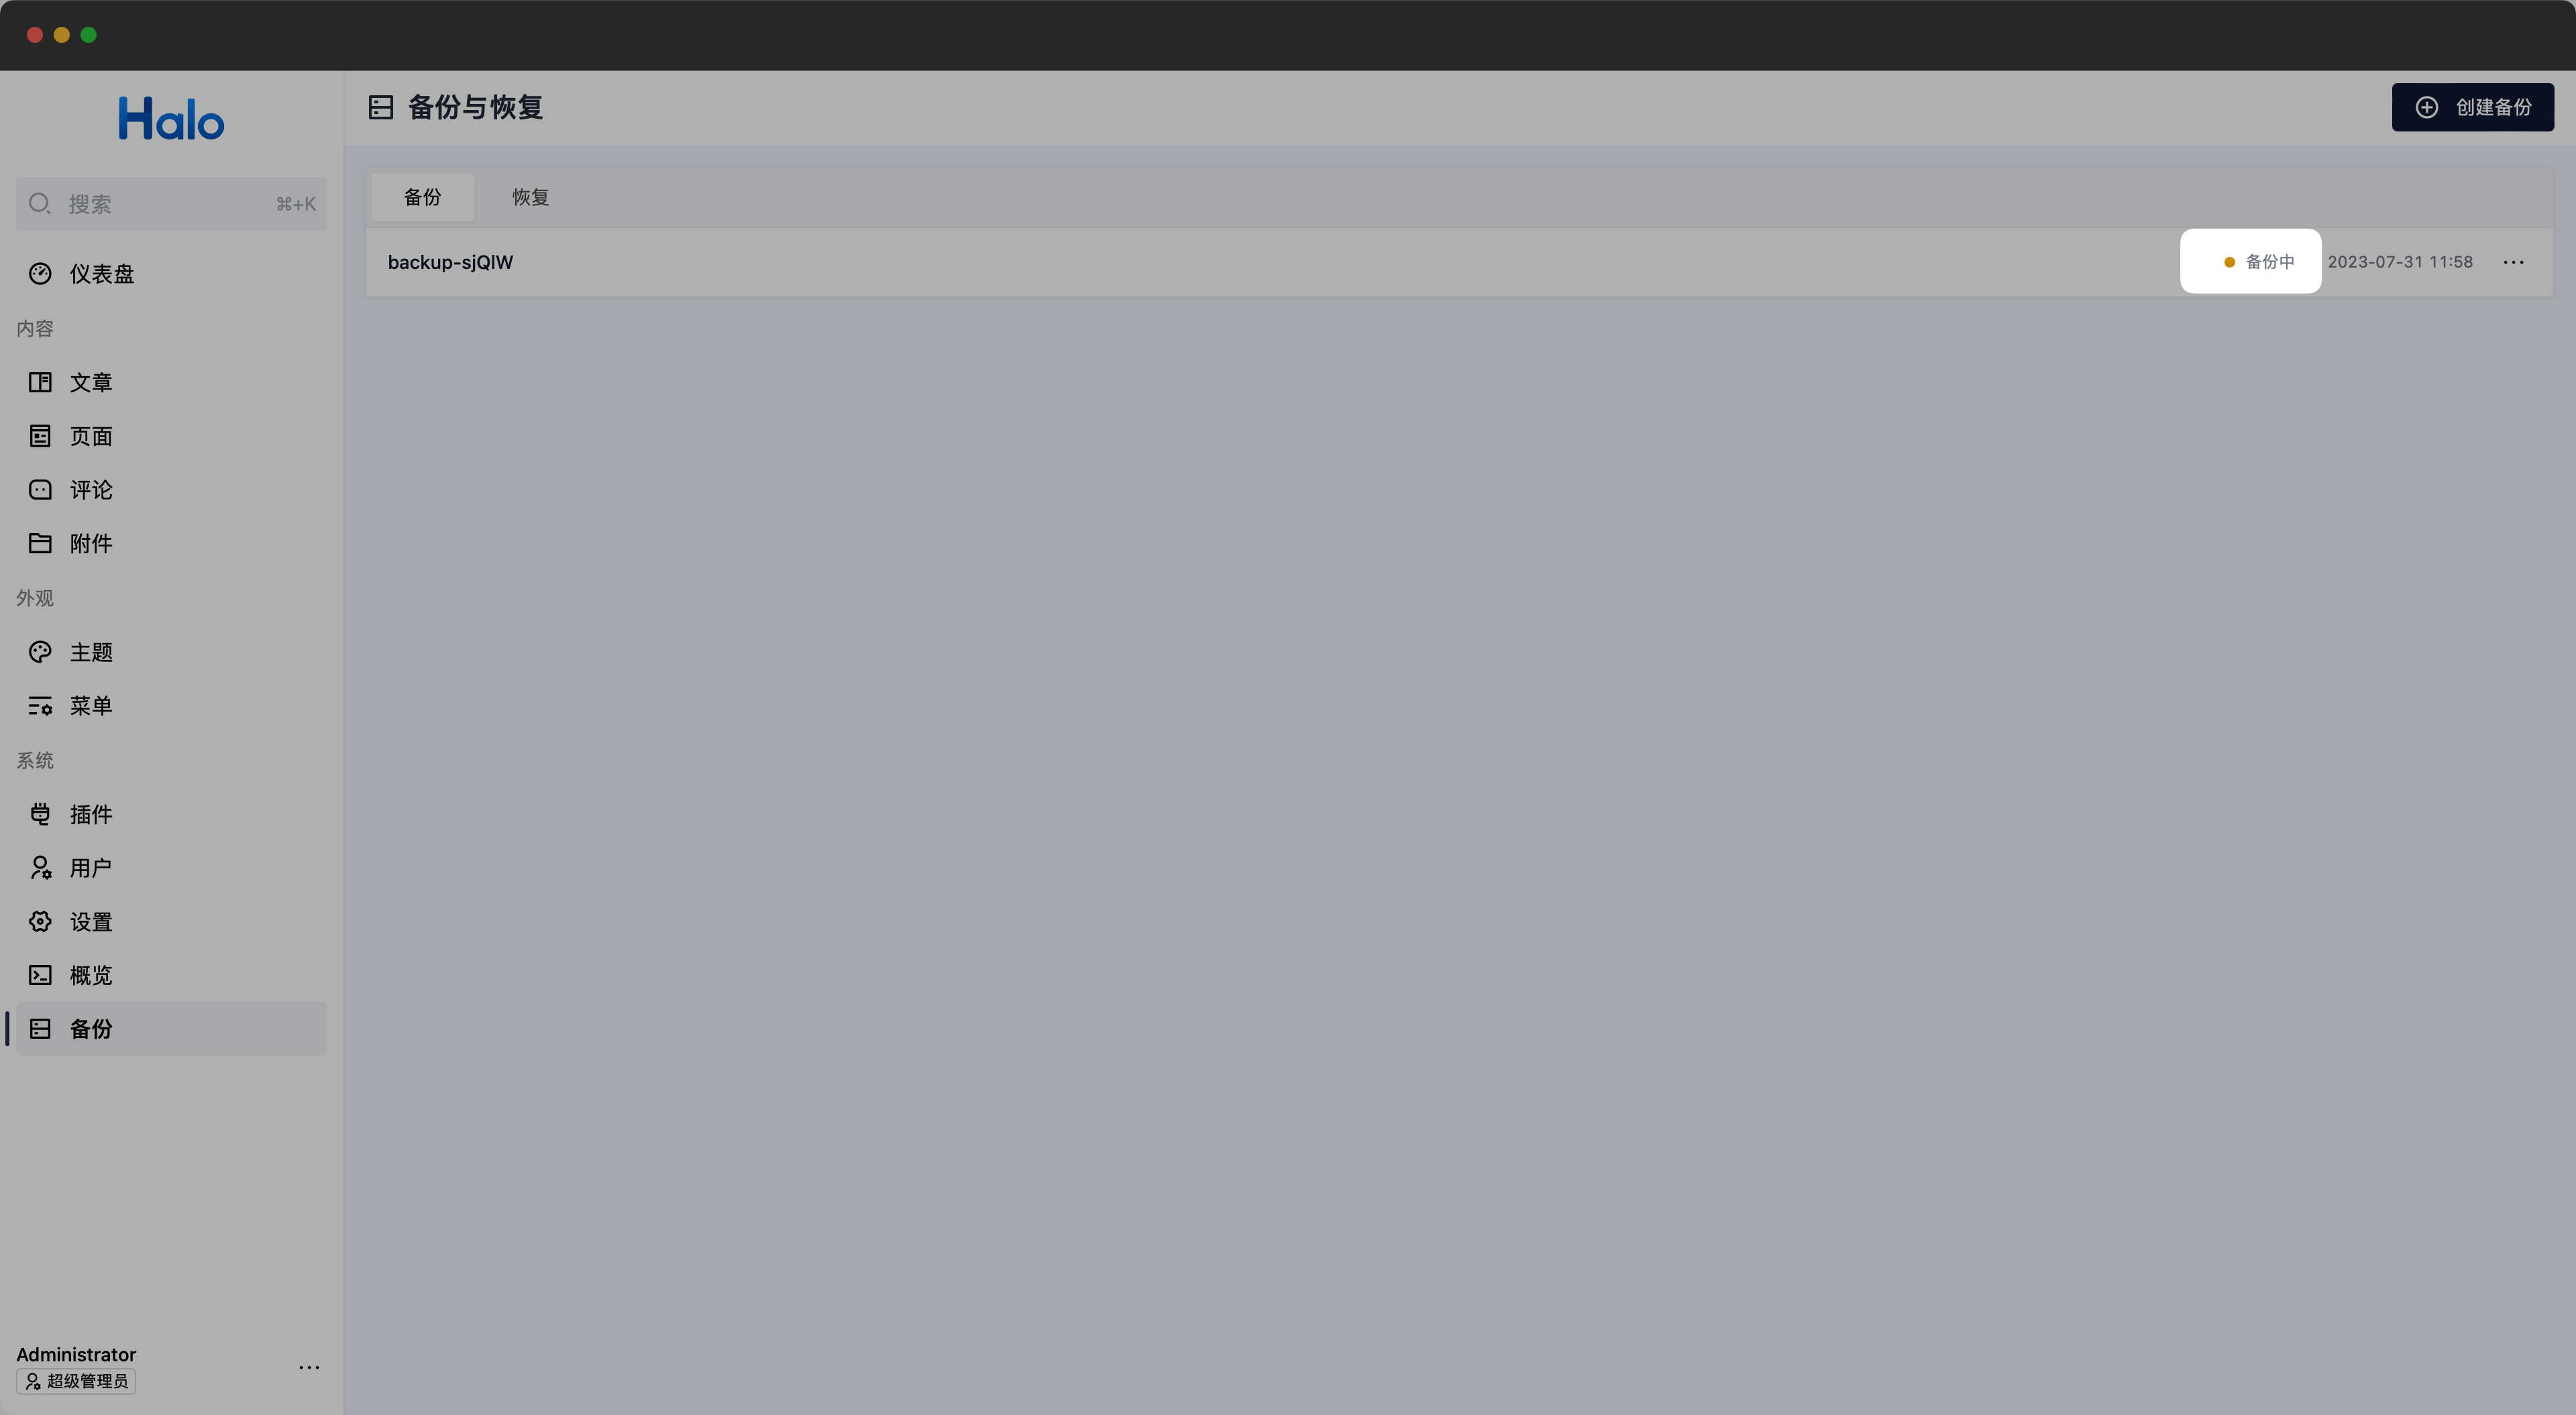 Halo
搜索 ⌘+K
仪表盘
内容
文章
页面
评论
附件
外观
主题
菜单
系统
插件
用户
设置
概览
备份
Administrator
超级管理员
备份与恢复
创建备份
备份 恢复
backup-sjQlW 备份中 2023-07-31 11:58